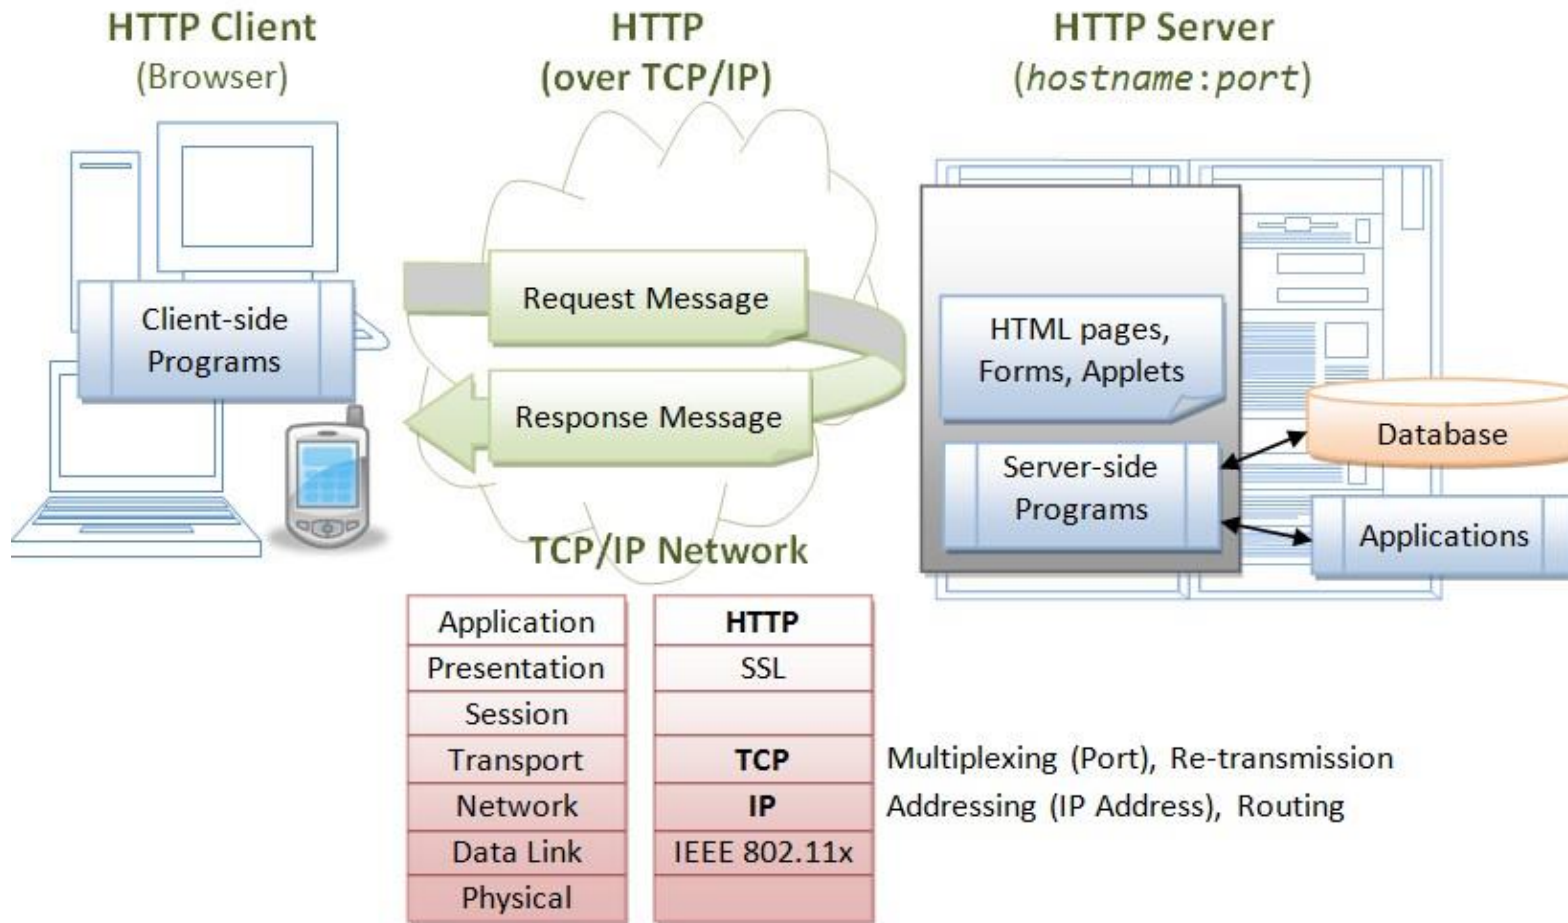 HTTP Client
(Browser)
HTTP
(over TCP/IP)
HTTP Server
(hostname:port)
Client-side
Programs
Request Message
Response Message
HTML pages,
Forms, Applets
Server-side
Programs
Database
Applications
TCP/IP Network
Application HTTP
Presentation SSL
Session
Transport TCP Multiplexing (Port), Re-transmission
Network IP Addressing (IP Address), Routing
Data Link IEEE 802.11x
Physical